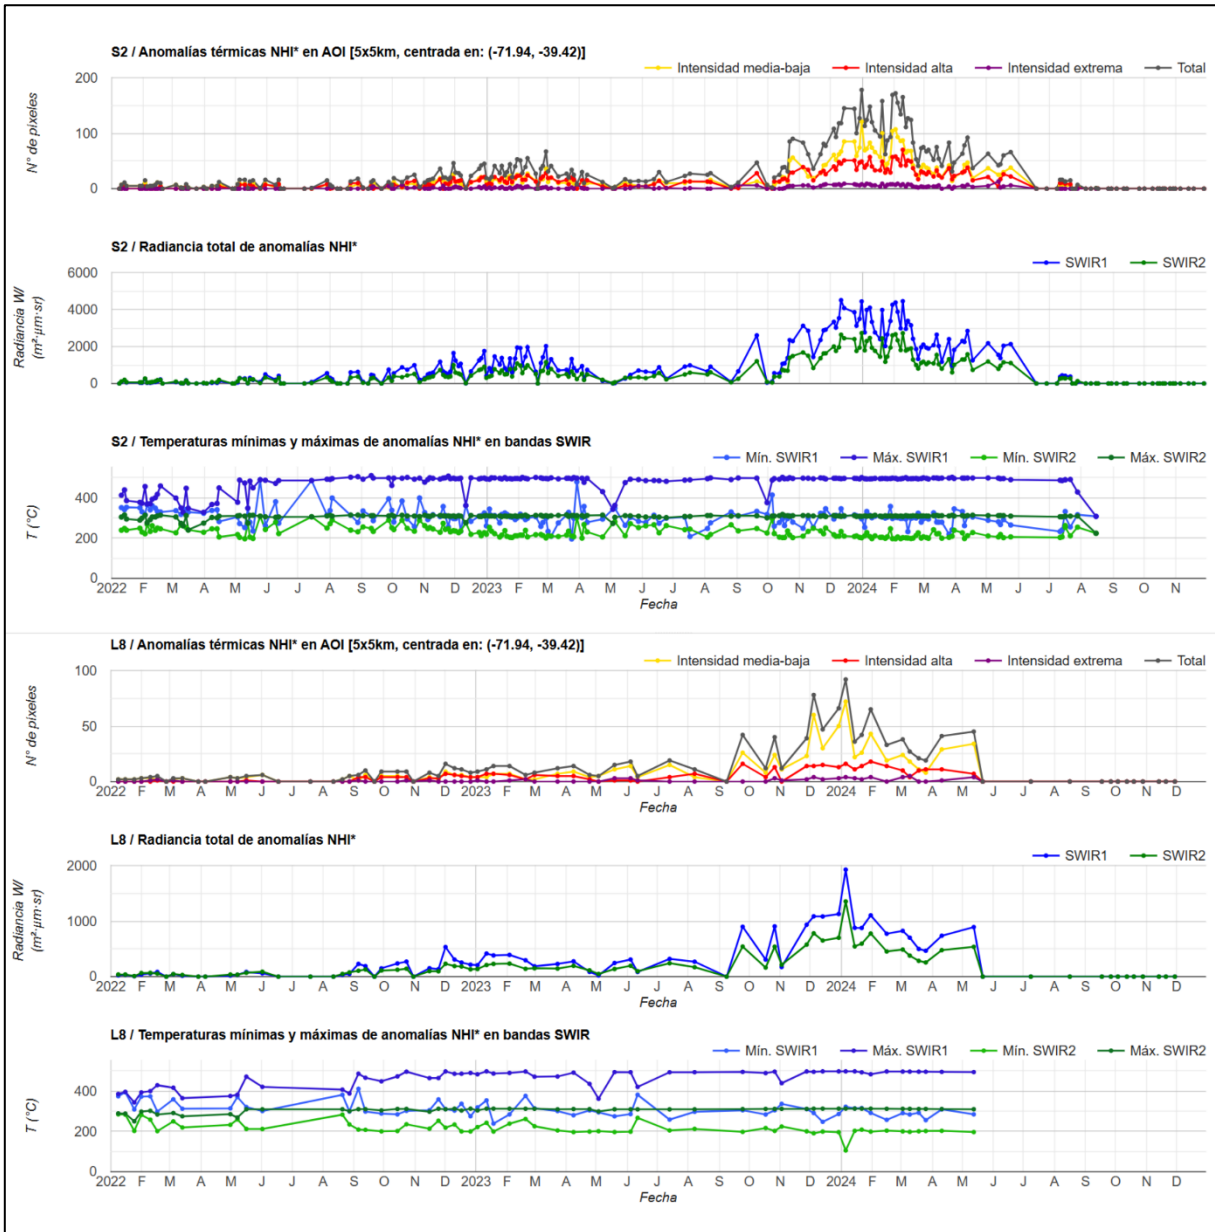 S2 / Anomalías térmicas NHI* en AOI [5x5km, centrada en: (-71.94, -39.42)]
Intensidad media-baja Intensidad alta Intensidad extrema Total
N° de pixeles
200
100
0
S2 / Radiancia total de anomalías NHI*
SWIR1 SWIR2
Radiancia W/
(m²·µm·sr)
6000
4000
2000
0
S2 / Temperaturas mínimas y máximas de anomalías NHI* en bandas SWIR
Mín. SWIR1 Máx. SWIR1 Mín. SWIR2 Máx. SWIR2
T (°C)
400
200
0
2022 F M A M J J A S O N D 2023 F M A M J J A S O N D 2024 F M A M J J A S O N
Fecha
L8 / Anomalías térmicas NHI* en AOI [5x5km, centrada en: (-71.94, -39.42)]
Intensidad media-baja Intensidad alta Intensidad extrema Total
N° de pixeles
100
50
0
2022 F M A M J J A S O N D 2023 F M A M J J A S O N D 2024 F M A M J J A S O N D
Fecha
L8 / Radiancia total de anomalías NHI*
SWIR1 SWIR2
Radiancia W/
(m²·µm·sr)
2000
1000
0
2022 F M A M J J A S O N D 2023 F M A M J J A S O N D 2024 F M A M J J A S O N D
Fecha
L8 / Temperaturas mínimas y máximas de anomalías NHI* en bandas SWIR
Mín. SWIR1 Máx. SWIR1 Mín. SWIR2 Máx. SWIR2
T (°C)
400
200
0
2022 F M A M J J A S O N D 2023 F M A M J J A S O N D 2024 F M A M J J A S O N D
Fecha